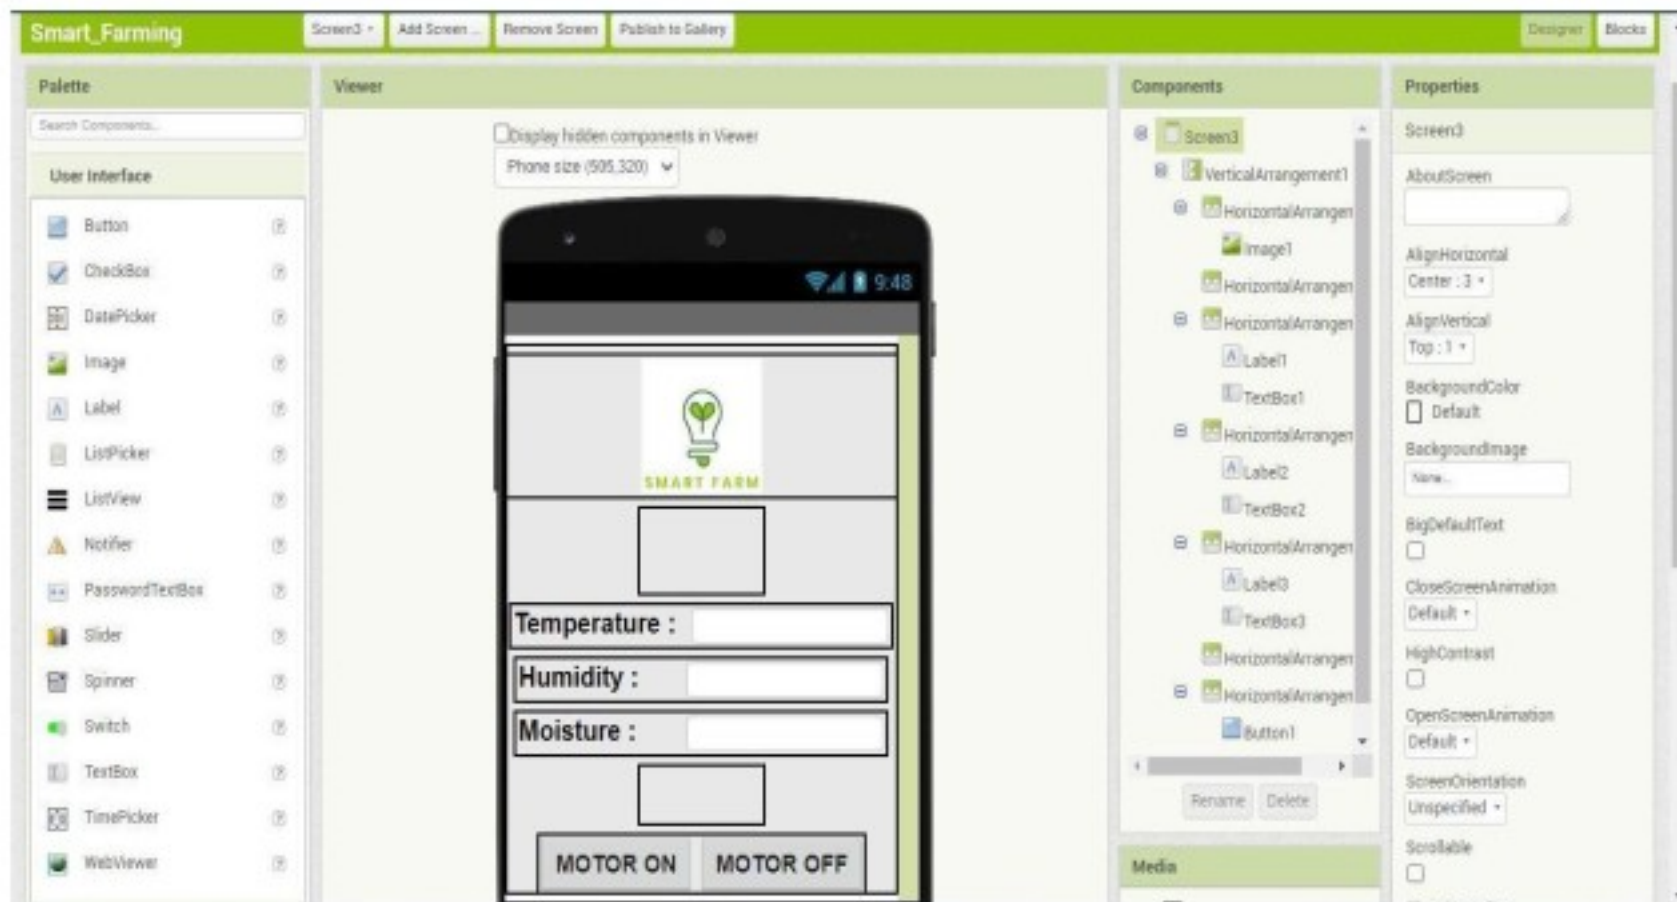 Smart_Farming
Screen3
Add Screen ...
Remove Screen
Publish to Gallery
Designer
Blocks
Palette
Search Components...
User Interface
Button
CheckBox
DatePicker
Image
Label
ListPicker
ListView
Notifier
PasswordTextBox
Slider
Spinner
Switch
TextBox
TimePicker
WebViewer
Viewer
Display hidden components in Viewer
Phone size (505,320)
9:48
SMART FARM
Temperature :
Humidity :
Moisture :
MOTOR ON
MOTOR OFF
Components
Screen3
VerticalArrangement1
HorizontalArrangen
Image1
HorizontalArrangen
HorizontalArrangen
Label1
TextBox1
HorizontalArrangen
Label2
TextBox2
HorizontalArrangen
Label3
TextBox3
HorizontalArrangen
HorizontalArrangen
Button1
Rename
Delete
Media
Properties
Screen3
AboutScreen
AlignHorizontal
Center : 3
AlignVertical
Top : 1
BackgroundColor
Default
BackgroundImage
None...
BigDefaultText
CloseScreenAnimation
Default
HighContrast
OpenScreenAnimation
Default
ScreenOrientation
Unspecified
Scrollable